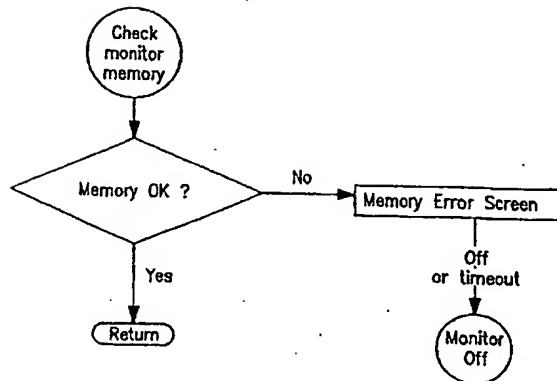 Check
monitor
memory
Memory OK ?
No
Memory Error Screen
Yes
Off
or timeout
Return
Monitor
Off